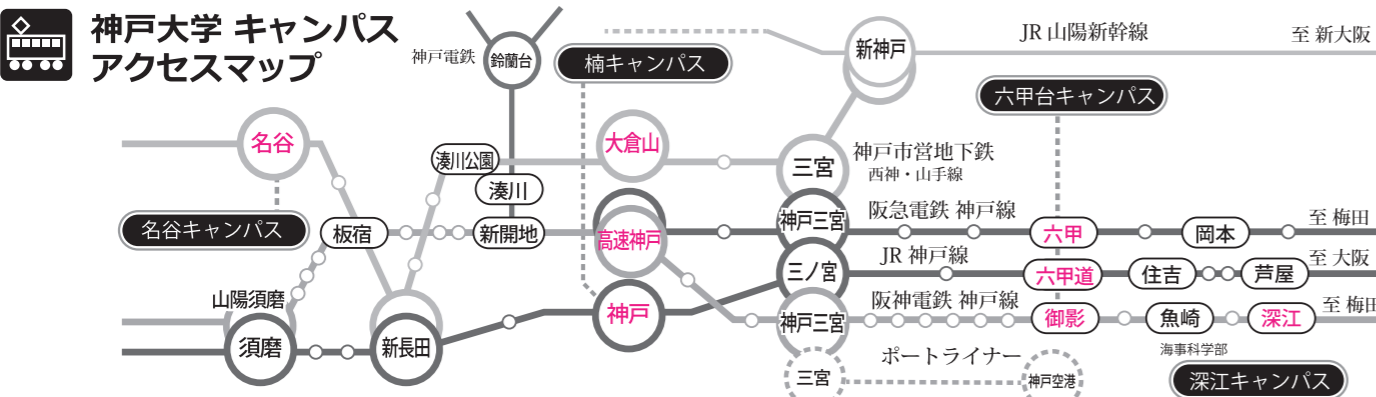 神戸大学 キャンパス
アクセスマップ
神戸電鉄
鈴蘭台
楠キャンパス
新神戸
JR 山陽新幹線
至 新大阪
六甲台キャンパス
名谷
湊川公園
大倉山
三宮
神戸市営地下鉄
西神・山手線
湊川
名谷キャンパス
板宿
新開地
高速神戸
神戸三宮
阪急電鉄 神戸線
六甲
岡本
至 梅田
三ノ宮
JR 神戸線
六甲道
住吉
芦屋
至 大阪
山陽須磨
神戸
神戸三宮
阪神電鉄 神戸線
御影
魚崎
深江
至 梅田
須磨
新長田
海事科学部
三宮
ポートライナー
神戸空港
深江キャンパス